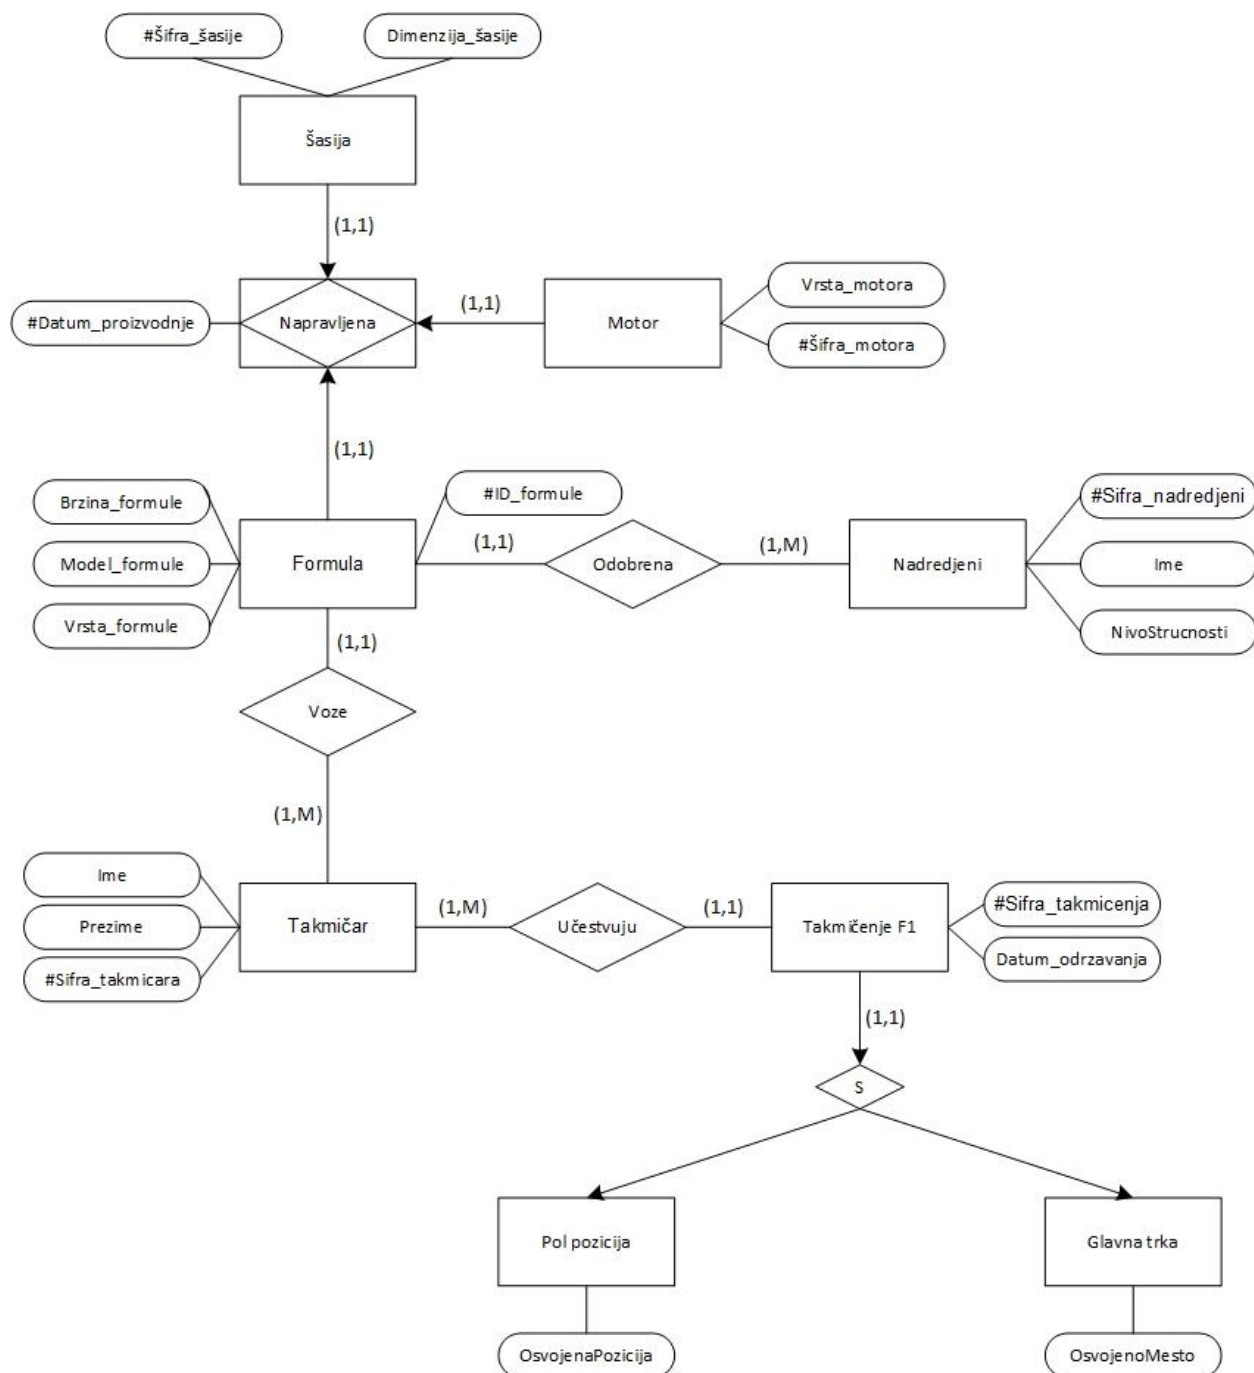 #Šifra_šasije
Dimenzija_šasije
Šasija
(1,1)
#Datum_proizvodnje
Napravljena
(1,1)
Motor
Vrsta_motora
#Šifra_motora
(1,1)
Brzina_formule
Model_formule
Vrsta_formule
Formula
#ID_formule
(1,1)
Odobrena
(1,M)
Nadredjeni
#Sifra_nadredjeni
Ime
NivoStrucnosti
(1,1)
Voze
(1,M)
Ime
Prezime
#Sifra_takmicara
Takmičar
(1,M)
Učestvuju
(1,1)
Takmičenje F1
#Sifra_takmicenja
Datum_odrzavanja
(1,1)
S
Pol pozicija
Glavna trka
OsvojenaPozicija
OsvojenoMesto